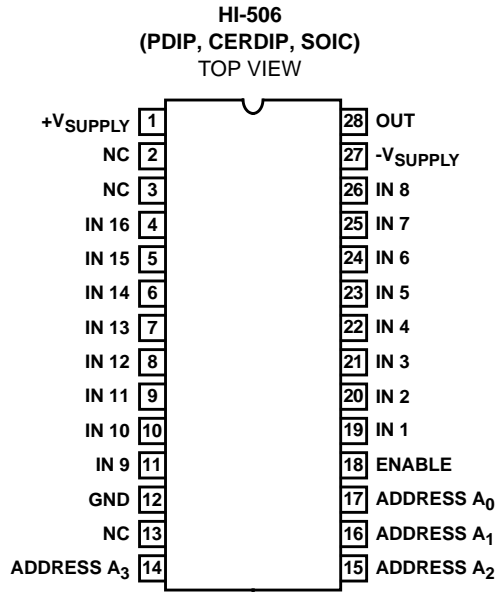 HI-506
(PDIP, CERDIP, SOIC)
TOP VIEW
+VSUPPLY 1 28 OUT
NC 2 27 -VSUPPLY
NC 3 26 IN 8
IN 16 4 25 IN 7
IN 15 5 24 IN 6
IN 14 6 23 IN 5
IN 13 7 22 IN 4
IN 12 8 21 IN 3
IN 11 9 20 IN 2
IN 10 10 19 IN 1
IN 9 11 18 ENABLE
GND 12 17 ADDRESS A0
NC 13 16 ADDRESS A1
ADDRESS A3 14 15 ADDRESS A2